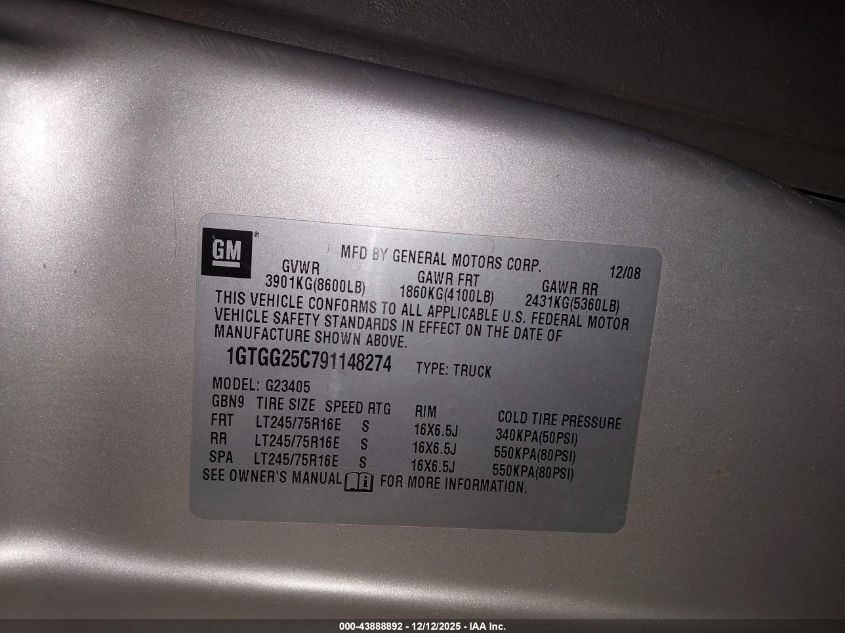 GM ®
MFD BY GENERAL MOTORS CORP. 12/08
GVWR GAWR FRT GAWR RR
3901KG(8600LB) 1860KG(4100LB) 2431KG(5360LB)
THIS VEHICLE CONFORMS TO ALL APPLICABLE U.S. FEDERAL MOTOR
VEHICLE SAFETY STANDARDS IN EFFECT ON THE DATE OF
MANUFACTURE SHOWN ABOVE.
1GTGG25C791148274 TYPE: TRUCK
MODEL: G23405
GBN9 TIRE SIZE SPEED RTG RIM COLD TIRE PRESSURE
FRT LT245/75R16E S 16X6.5J 340KPA(50PSI)
RR LT245/75R16E S 16X6.5J 550KPA(80PSI)
SPA LT245/75R16E S 16X6.5J 550KPA(80PSI)
SEE OWNER'S MANUAL i FOR MORE INFORMATION.
000-43888892 - 12/12/2025 - IAA Inc.